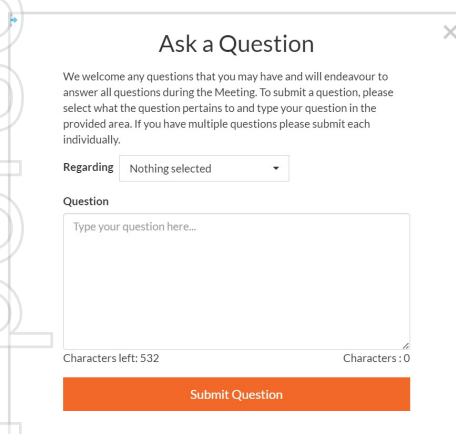 Ask a Question
We welcome any questions that you may have and will endeavour to
answer all questions during the Meeting. To submit a question, please
select what the question pertains to and type your question in the
provided area. If you have multiple questions please submit each
individually.
Regarding Nothing selected
Question
Type your question here...
Characters left: 532 Characters : 0
Submit Question